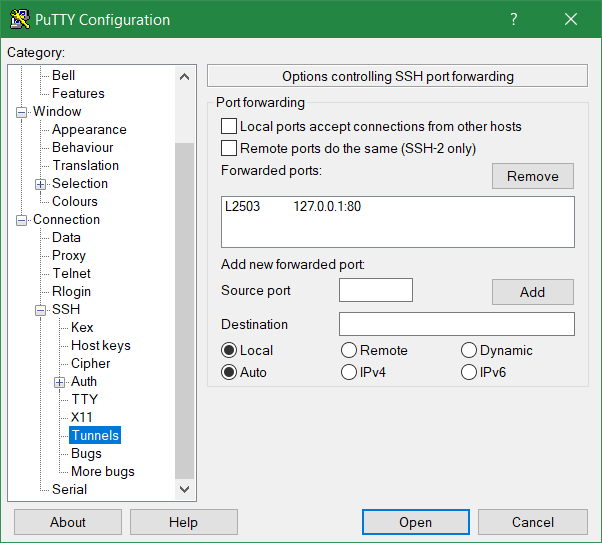 PuTTY Configuration
?
Category:
Bell
Features
Window
Appearance
Behaviour
Translation
Selection
Colours
Connection
Data
Proxy
Telnet
Rlogin
SSH
Kex
Host keys
Cipher
Auth
TTY
X11
Tunnels
Bugs
More bugs
Serial
Options controlling SSH port forwarding
Port forwarding
Local ports accept connections from other hosts
Remote ports do the same (SSH-2 only)
Forwarded ports:
Remove
L2503 127.0.0.1:80
Add new forwarded port:
Source port
Add
Destination
Local Remote Dynamic
Auto IPv4 IPv6
About Help Open Cancel